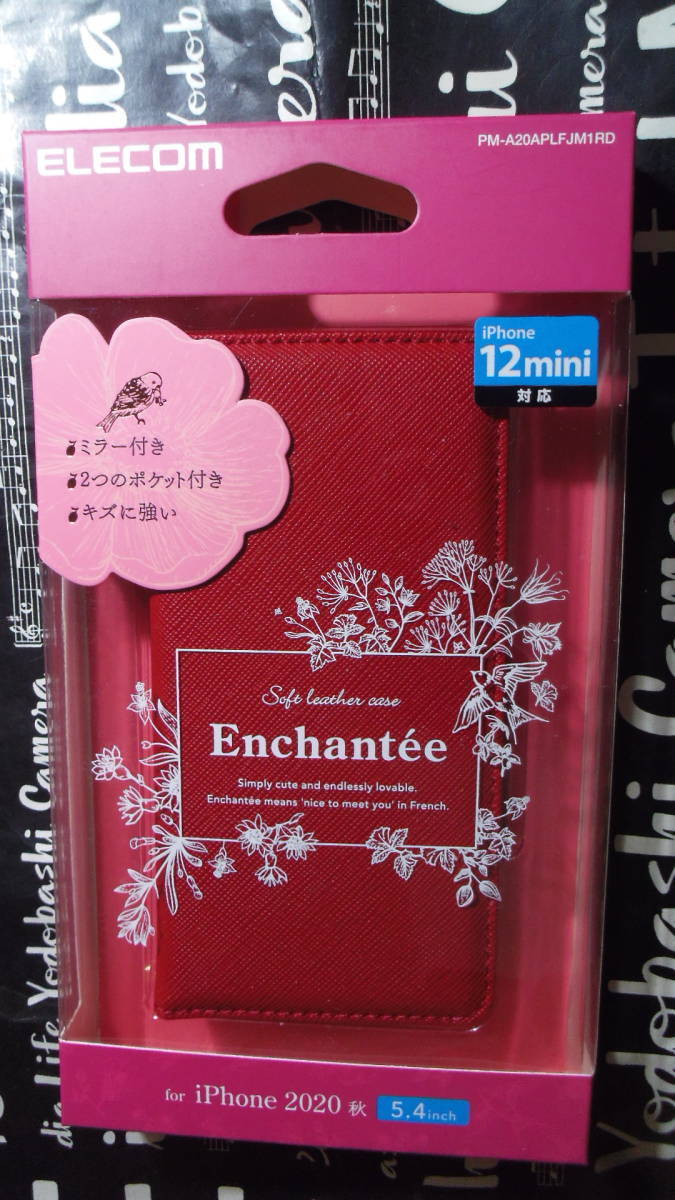 ELECOM
PM-A20APLFJM1RD
iPhone
12mini
対応
ミラー付き
2つのポケット付き
キズに強い
Soft leather case
Enchantée
Simply cute and endlessly lovable.
Enchantée means 'nice to meet you' in French.
for iPhone 2020 秋 5.4inch
Life Yodobashi Camera
Yodobashi Camera